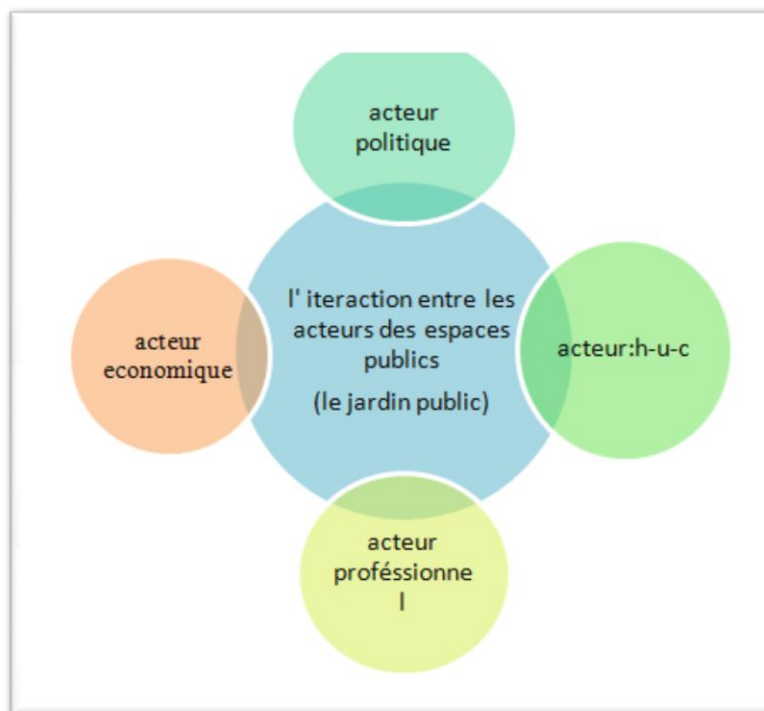 acteur
politique
l' iteraction entre les
acteurs des espaces
publics
(le jardin public)
acteur
economique
acteur:h-u-c
acteur
proféssionne
l